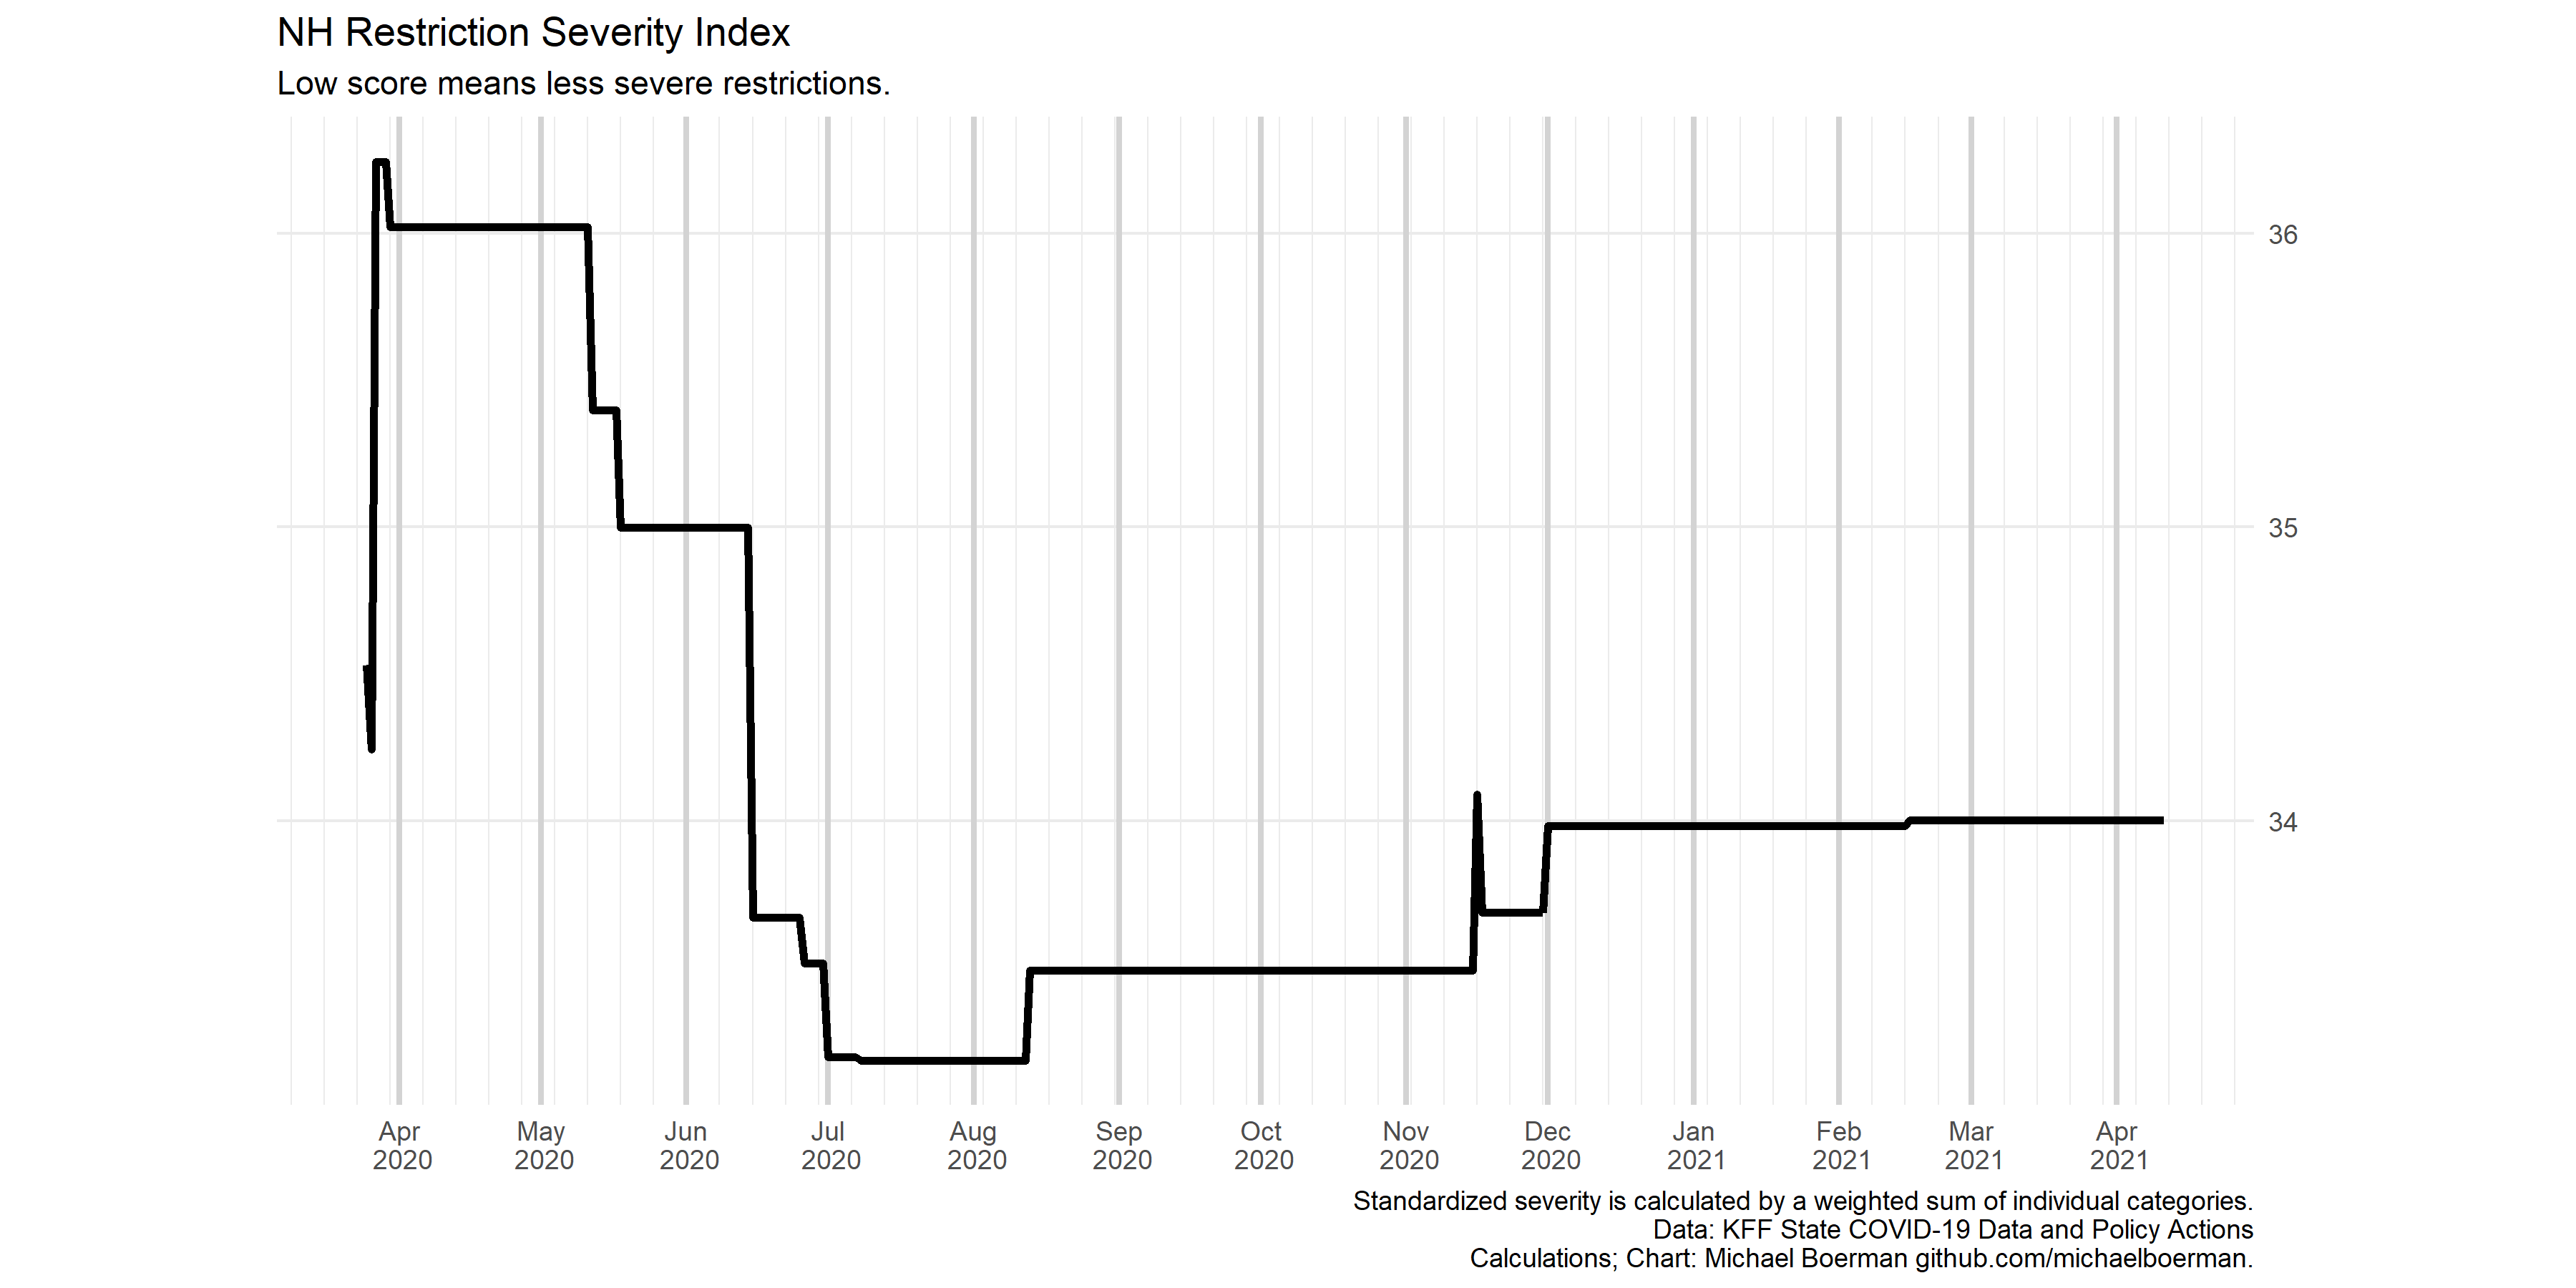 NH Restriction Severity Index
Low score means less severe restrictions.
36
35
34
Apr 2020
May 2020
Jun 2020
Jul 2020
Aug 2020
Sep 2020
Oct 2020
Nov 2020
Dec 2020
Jan 2021
Feb 2021
Mar 2021
Apr 2021
Standardized severity is calculated by a weighted sum of individual categories.
Data: KFF State COVID-19 Data and Policy Actions
Calculations; Chart: Michael Boerman github.com/michaelboerman.